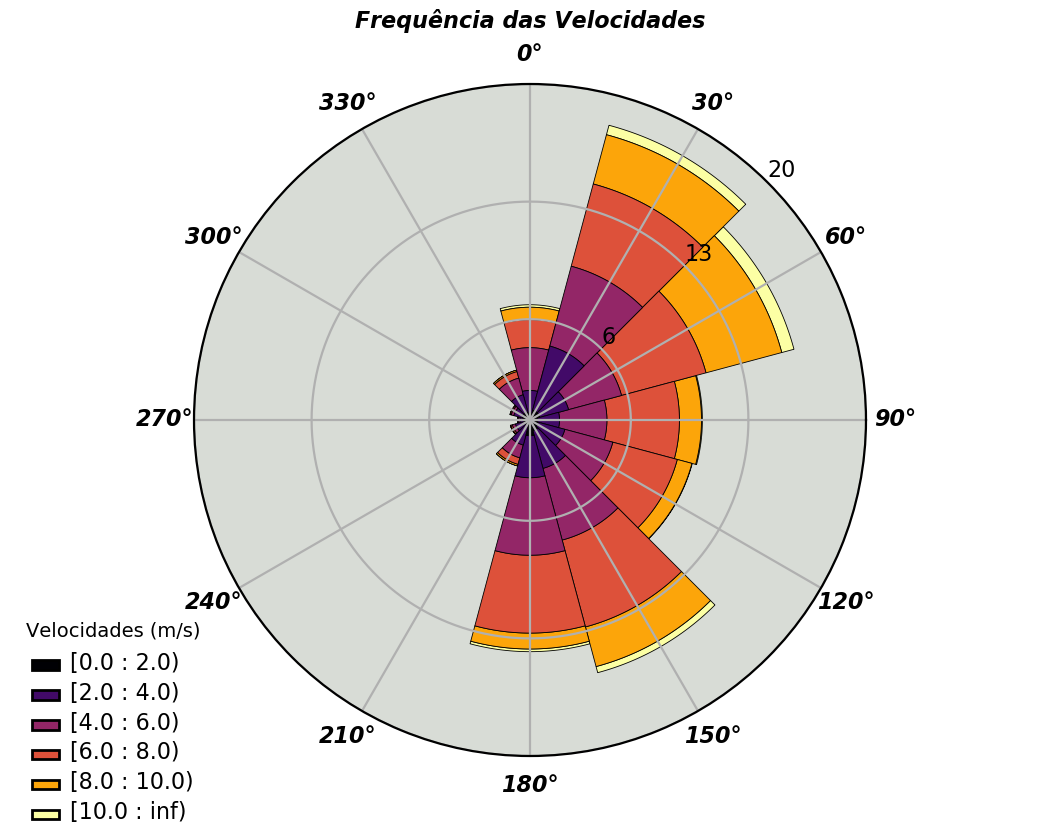 Frequência das Velocidades
0°
330°
30°
20
300°
60°
13
6
270°
90°
240°
120°
210°
150°
180°
Velocidades (m/s)
[0.0 : 2.0)
[2.0 : 4.0)
[4.0 : 6.0)
[6.0 : 8.0)
[8.0 : 10.0)
[10.0 : inf)